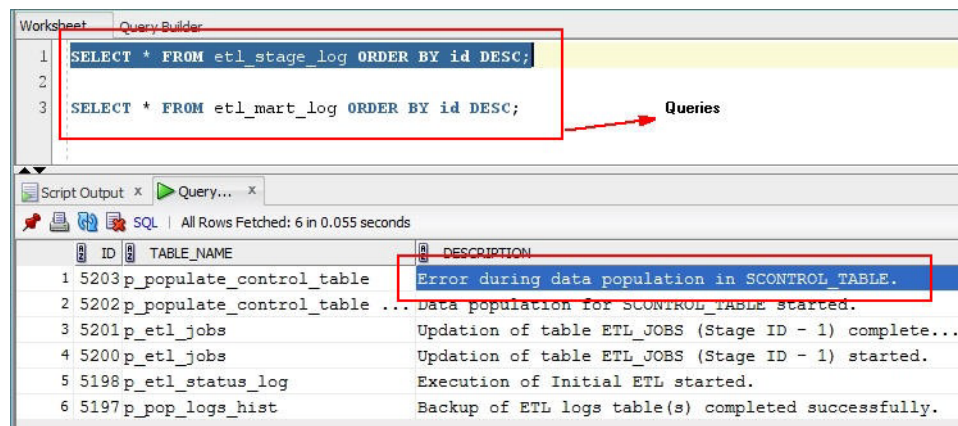 Worksheet Query Builder
1 SELECT * FROM etl_stage_log ORDER BY id DESC;
2
3 SELECT * FROM etl_mart_log ORDER BY id DESC;
Queries
Script Output x Query... x
SQL | All Rows Fetched: 6 in 0.055 seconds
ID TABLE_NAME DESCRIPTION
1 5203 p_populate_control_table Error during data population in SCONTROL_TABLE.
2 5202 p_populate_control_table ... Data population for SCONTROL_TABLE started.
3 5201 p_etl_jobs Updation of table ETL_JOBS (Stage ID - 1) complete...
4 5200 p_etl_jobs Updation of table ETL_JOBS (Stage ID - 1) started.
5 5198 p_etl_status_log Execution of Initial ETL started.
6 5197 p_pop_logs_hist Backup of ETL logs table(s) completed successfully.